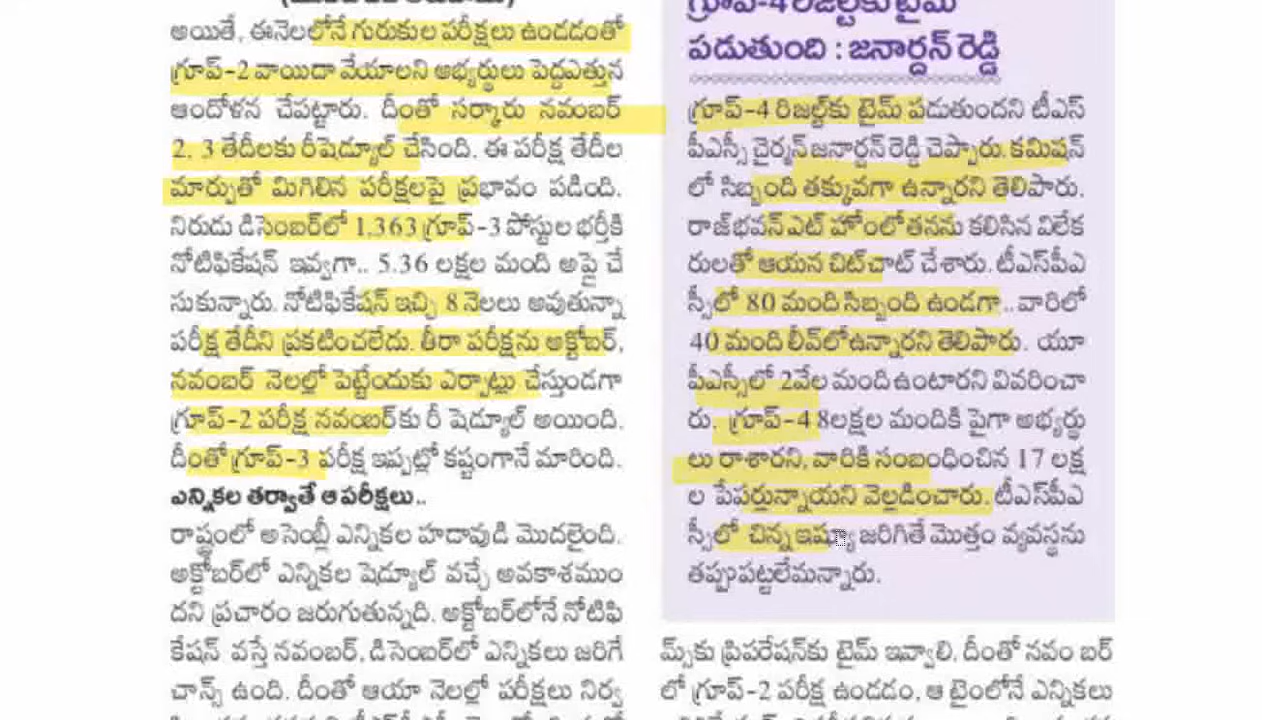 అయితే, ఈనెలలోనే గురుకుల పరీక్షలు ఉండడంతో
గ్రూప్-2 వాయిదా వేయాలని అభ్యర్థులు పెద్దఎత్తున
ఆందోళన చేపట్టారు. దీంతో సర్కారు నవంబర్
2, 3 తేదీలకు రీషెడ్యూల్ చేసింది. ఈ పరీక్ష తేదీల
మార్పుతో మిగిలిన పరీక్షలపై ప్రభావం పడింది.
నిరుడు డిసెంబర్‌లో 1,363 గ్రూప్-3 పోస్టుల భర్తీకి
నోటిఫికేషన్ ఇవ్వగా.. 5.36 లక్షల మంది అప్లై చే
సుకున్నారు. నోటిఫికేషన్ ఇచ్చి 8 నెలలు అవుతున్నా
పరీక్ష తేదీని ప్రకటించలేదు. తీరా పరీక్షను అక్టోబర్,
నవంబర్ నెలల్లో పెట్టేందుకు ఎర్పాట్లు చేస్తుండగా
గ్రూప్-2 పరీక్ష నవంబర్‌కు రీ షెడ్యూల్ అయింది.
దీంతో గ్రూప్-3 పరీక్ష ఇప్పట్లో కష్టంగానే మారింది.
ఎన్నికల తర్వాతే ఆ పరీక్షలు..
రాష్ట్రంలో అసెంబ్లీ ఎన్నికల హడావుడి మొదలైంది.
అక్టోబర్‌లో ఎన్నికల షెడ్యూల్ వచ్చే అవకాశముం
దని ప్రచారం జరుగుతున్నది. అక్టోబర్‌లోనే నోటిఫి
కేషన్ వస్తే నవంబర్, డిసెంబర్‌లో ఎన్నికలు జరిగే
చాన్స్ ఉంది. దీంతో ఆయా నెలల్లో పరీక్షలు నిర్వ
గ్రూప్-4 రిజల్ట్‌కు టైమ్
పడుతుంది : జనార్దన్ రెడ్డి
గ్రూప్-4 రిజల్ట్‌కు టైమ్ పడుతుందని టీఎస్
పీఎస్సీ చైర్మన్ జనార్దన్ రెడ్డి చెప్పారు. కమిషన్
లో సిబ్బంది తక్కువగా ఉన్నారని తెలిపారు.
రాజ్‌భవన్ ఎట్ హోంలో తనను కలిసిన విలేక
రులతో ఆయన చిట్‌చాట్ చేశారు. టీఎస్‌పీఎ
స్సీలో 80 మంది సిబ్బంది ఉండగా.. వారిలో
40 మంది లీవ్‌లో ఉన్నారని తెలిపారు. యూ
పీఎస్సీలో 2వేల మంది ఉంటారని వివరించా
రు. గ్రూప్-4 8లక్షల మందికి పైగా అభ్యర్థు
లు రాశారని, వారికి సంబంధించిన 17 లక్ష
ల పేపర్లున్నాయని వెల్లడించారు. టీఎస్‌పీఎ
స్సీలో చిన్న ఇష్యూ జరిగితే మొత్తం వ్యవస్థను
తప్పుపట్టలేమన్నారు.
మ్స్‌కు ప్రిపరేషన్‌కు టైమ్ ఇవ్వాలి. దీంతో నవం బర్
లో గ్రూప్-2 పరీక్ష ఉండడం, ఆ టైంలోనే ఎన్నికలు